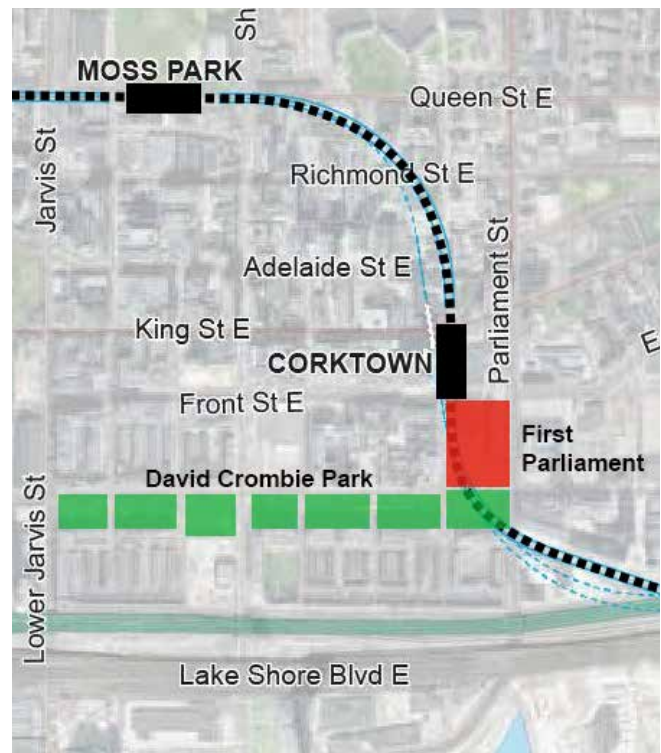 Sh
MOSS PARK
Queen St E
Jarvis St
Richmond St E
Parliament St
Adelaide St E
King St E
E
CORKTOWN
Front St E
First
Parliament
David Crombie Park
Lower Jarvis St
Lake Shore Blvd E